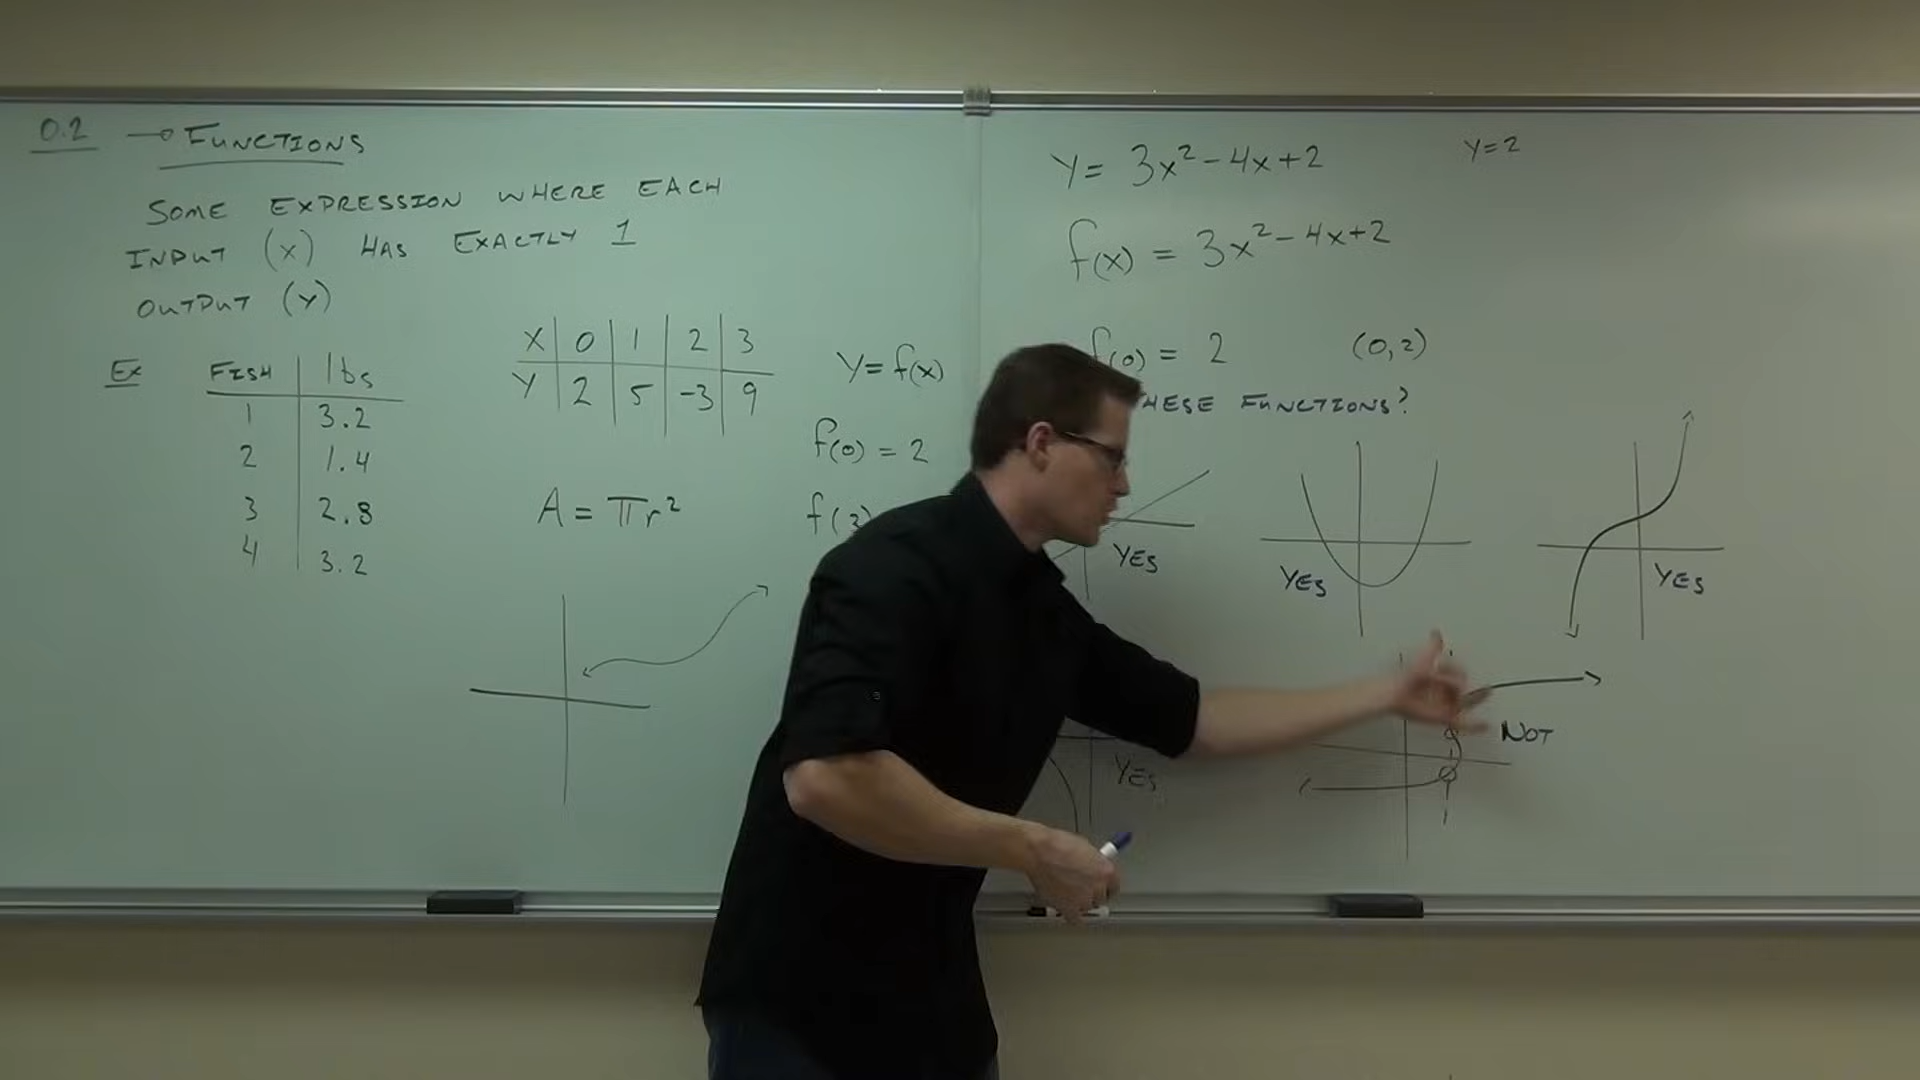 0.2 → FUNCTIONS
SOME EXPRESSION WHERE EACH
INPUT (X) HAS EXACTLY 1
OUTPUT (Y)
Ex
FISH lbs
1 3.2
2 1.4
3 2.8
4 3.2
X 0 1 2 3
Y 2 5 -3 9
A = πr²
Y = f(x)
f(0) = 2
Y = 3x² - 4x + 2
Y = 2
f(x) = 3x² - 4x + 2
f(0) = 2 (0,2)
FUNCTIONS?
YES
YES
YES
YES
NOT